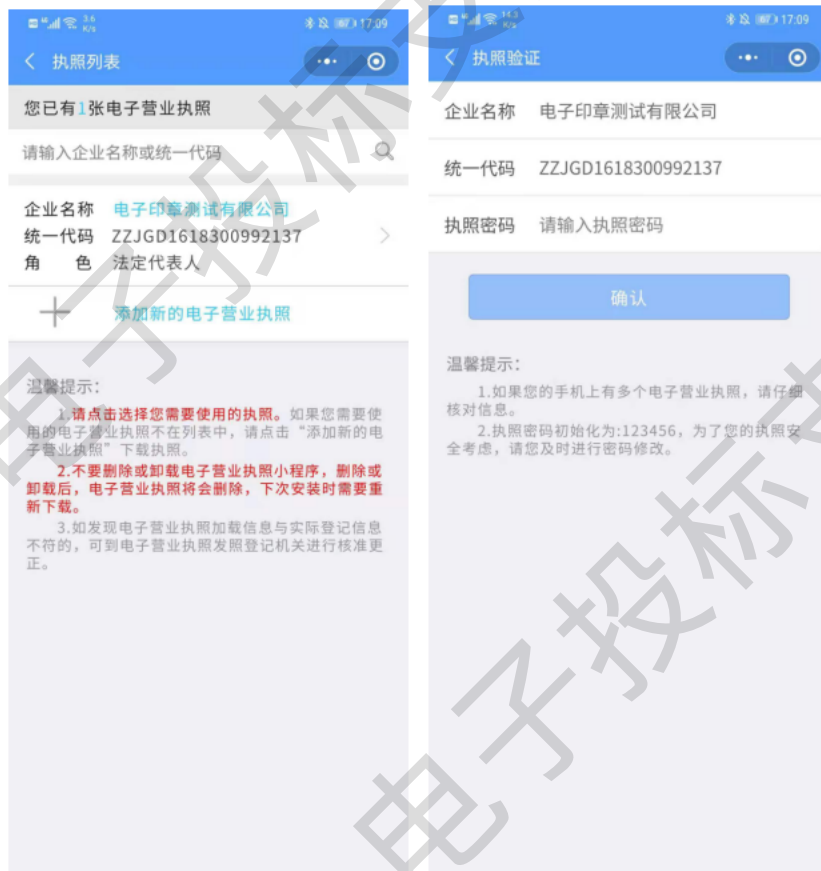 3.6
K/s
67
17:09
执照列表
您已有1张电子营业执照
请输入企业名称或统一代码
企业名称 电子印章测试有限公司
统一代码 ZZJGD1618300992137
角 色 法定代表人
添加新的电子营业执照
温馨提示：
1.请点击选择您需要使用的执照。如果您需要使
用的电子营业执照不在列表中，请点击“添加新的电
子营业执照”下载执照。
2.不要删除或卸载电子营业执照小程序，删除或
卸载后，电子营业执照将会删除，下次安装时需要重
新下载。
3.如发现电子营业执照加载信息与实际登记信息
不符的，可到电子营业执照发照登记机关进行核准更
正。
K/s
67
17:09
执照验证
企业名称 电子印章测试有限公司
统一代码 ZZJGD1618300992137
执照密码 请输入执照密码
确认
温馨提示：
1.如果您的手机上有多个电子营业执照，请仔细
核对信息。
2.执照密码初始化为:123456，为了您的执照安
全考虑，请您及时进行密码修改。
电子投标文
电子投标